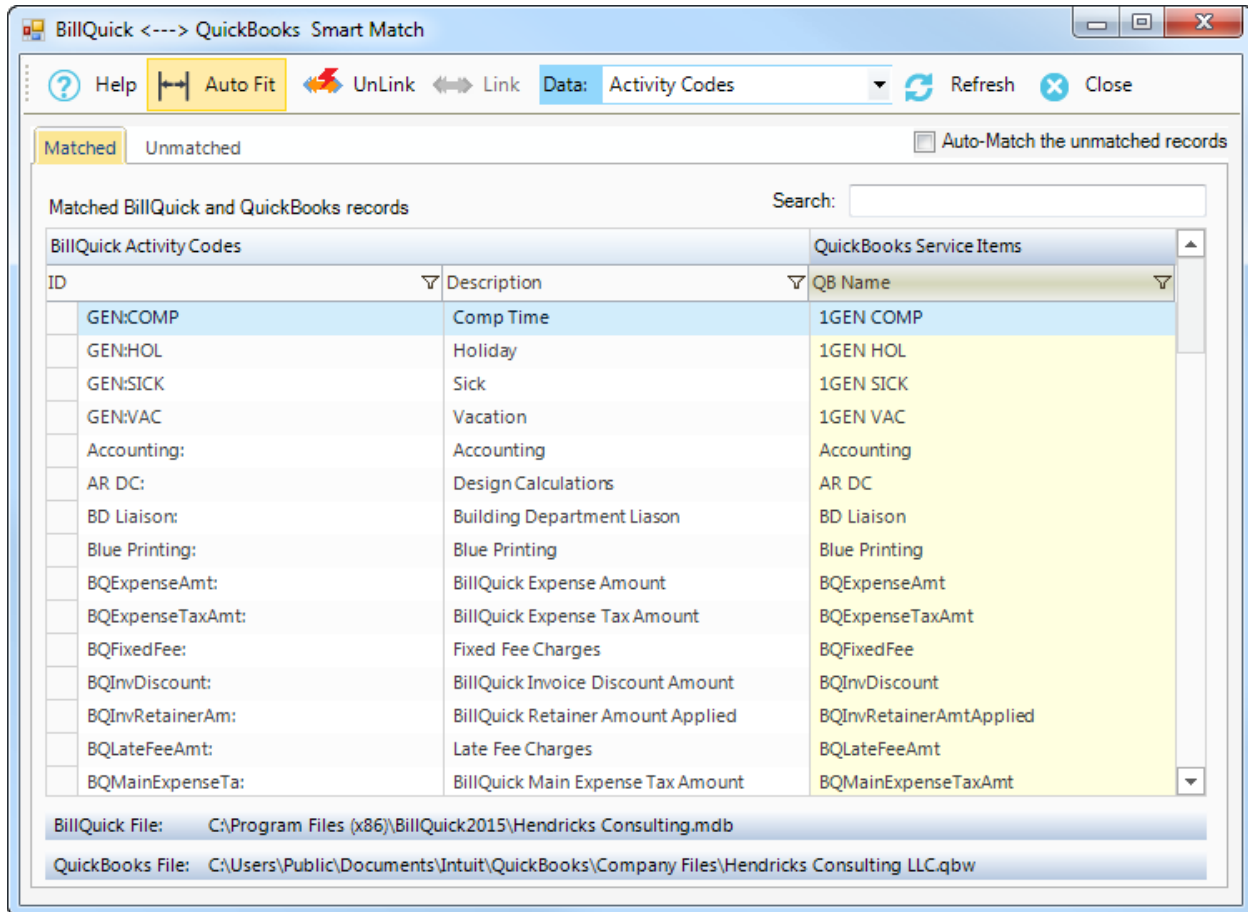 BillQuick <---> QuickBooks  Smart Match
Help Auto Fit UnLink Link Data: Activity Codes Refresh Close
Matched Unmatched Auto-Match the unmatched records
Matched BillQuick and QuickBooks records Search:
BillQuick Activity Codes QuickBooks Service Items
ID Description QB Name
GEN:COMP Comp Time 1GEN COMP
GEN:HOL Holiday 1GEN HOL
GEN:SICK Sick 1GEN SICK
GEN:VAC Vacation 1GEN VAC
Accounting: Accounting Accounting
AR DC: Design Calculations AR DC
BD Liaison: Building Department Liason BD Liaison
Blue Printing: Blue Printing Blue Printing
BQExpenseAmt: BillQuick Expense Amount BQExpenseAmt
BQExpenseTaxAmt: BillQuick Expense Tax Amount BQExpenseTaxAmt
BQFixedFee: Fixed Fee Charges BQFixedFee
BQInvDiscount: BillQuick Invoice Discount Amount BQInvDiscount
BQInvRetainerAm: BillQuick Retainer Amount Applied BQInvRetainerAmtApplied
BQLateFeeAmt: Late Fee Charges BQLateFeeAmt
BQMainExpenseTa: BillQuick Main Expense Tax Amount BQMainExpenseTaxAmt
BillQuick File: C:\Program Files (x86)\BillQuick2015\Hendricks Consulting.mdb
QuickBooks File: C:\Users\Public\Documents\Intuit\QuickBooks\Company Files\Hendricks Consulting LLC.qbw